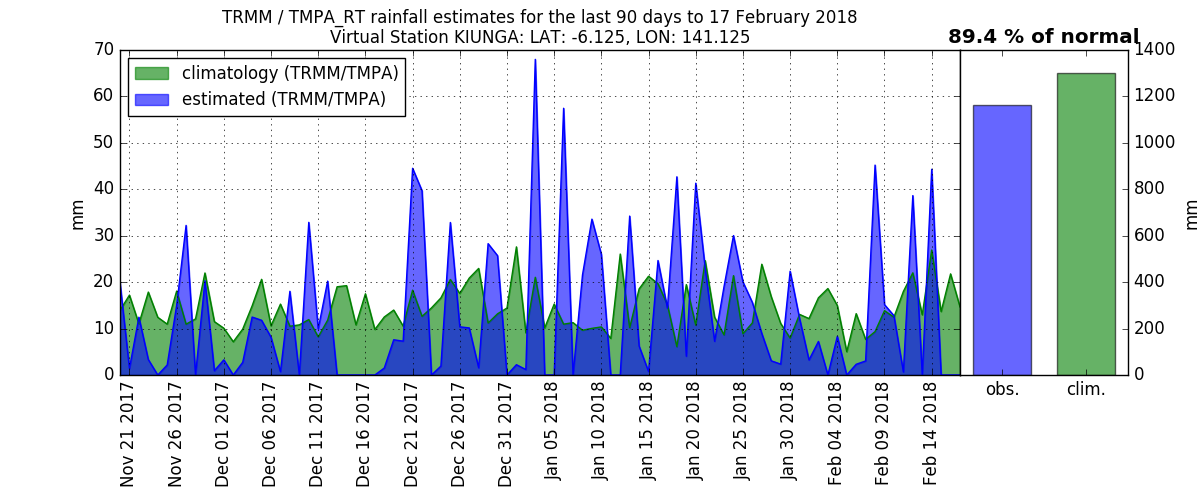 TRMM / TMPA_RT rainfall estimates for the last 90 days to 17 February 2018
Virtual Station KIUNGA: LAT: -6.125, LON: 141.125
89.4 % of normal
climatology (TRMM/TMPA)
estimated (TRMM/TMPA)
70
60
50
40
30
20
10
0
mm
Nov 21 2017
Nov 26 2017
Dec 01 2017
Dec 06 2017
Dec 11 2017
Dec 16 2017
Dec 21 2017
Dec 26 2017
Dec 31 2017
Jan 05 2018
Jan 10 2018
Jan 15 2018
Jan 20 2018
Jan 25 2018
Jan 30 2018
Feb 04 2018
Feb 09 2018
Feb 14 2018
obs.
clim.
1400
1200
1000
800
600
400
200
0
mm